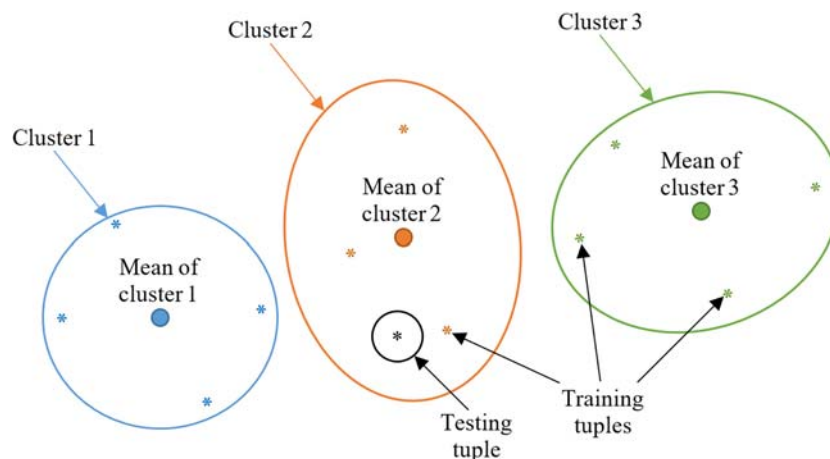 Cluster 2
Cluster 3
Cluster 1
Mean of
cluster 2
Mean of
cluster 3
Mean of
cluster 1
Testing
tuple
Training
tuples